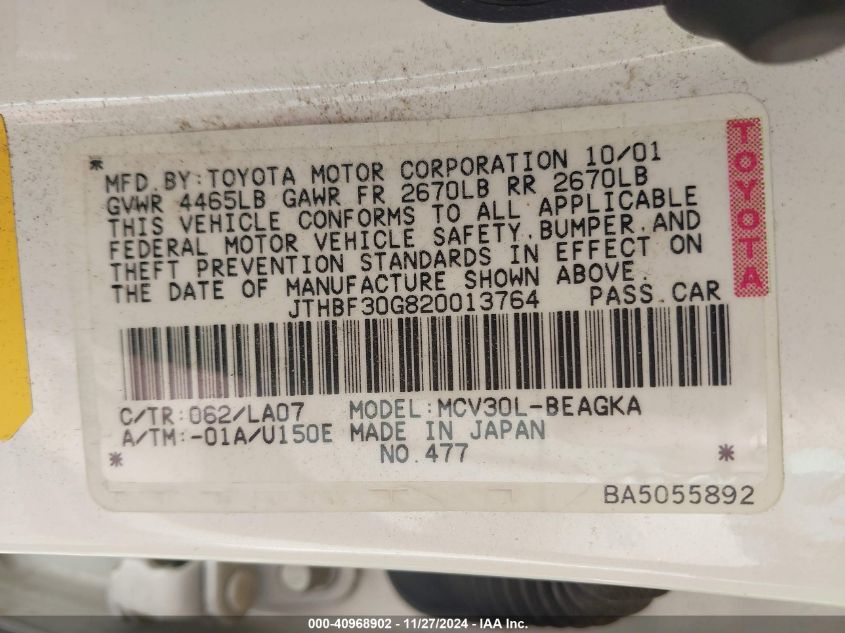 * MFD. BY: TOYOTA MOTOR CORPORATION 10/01
GVWR 4465LB GAWR FR 2670LB RR 2670LB
THIS VEHICLE CONFORMS TO ALL APPLICABLE
FEDERAL MOTOR VEHICLE SAFETY, BUMPER, AND
THEFT PREVENTION STANDARDS IN EFFECT ON
THE DATE OF MANUFACTURE SHOWN ABOVE.
JTHBF30G820013764 PASS. CAR
TOYOTA
C/TR: 062/LA07 MODEL: MCV30L-BEAGKA
A/TM: -01A/U150E MADE IN JAPAN
* NO. 477 *
BA5055892
000-40968902 - 11/27/2024 - IAA Inc.